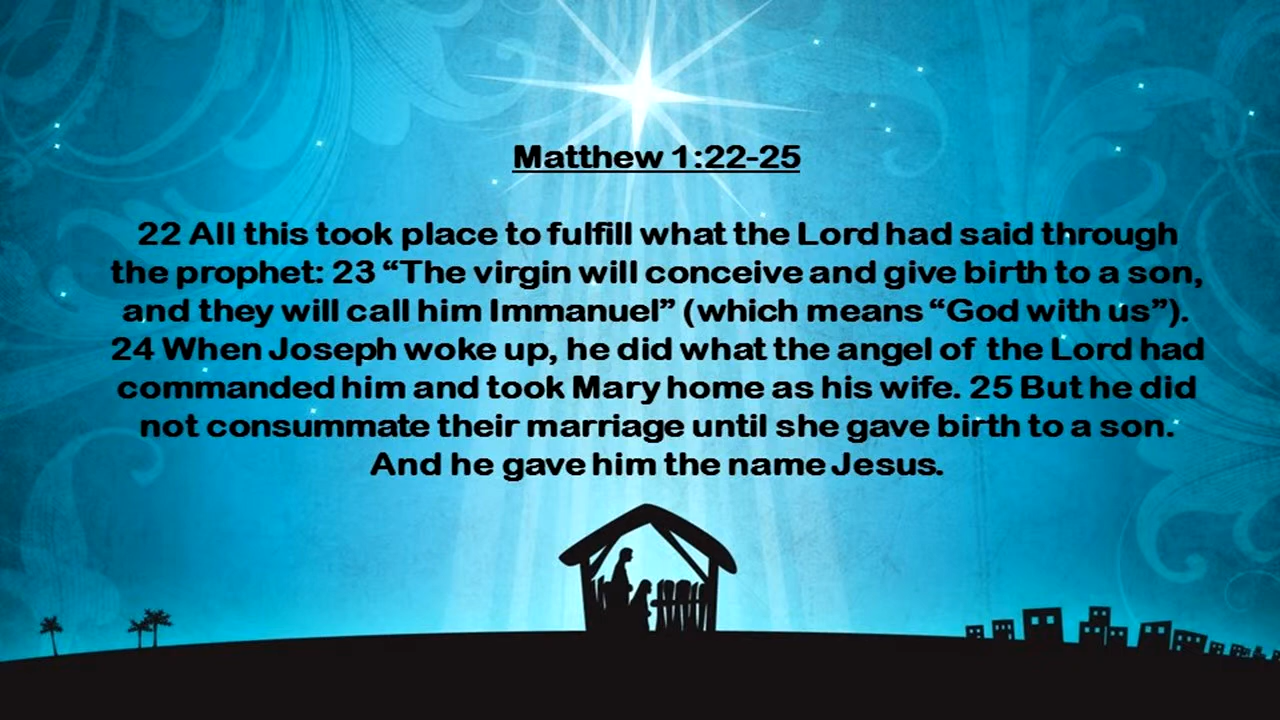 Matthew 1:22-25
22 All this took place to fulfill what the Lord had said through
the prophet: 23 “The virgin will conceive and give birth to a son,
and they will call him Immanuel” (which means “God with us”).
24 When Joseph woke up, he did what the angel of the Lord had
commanded him and took Mary home as his wife. 25 But he did
not consummate their marriage until she gave birth to a son.
And he gave him the name Jesus.